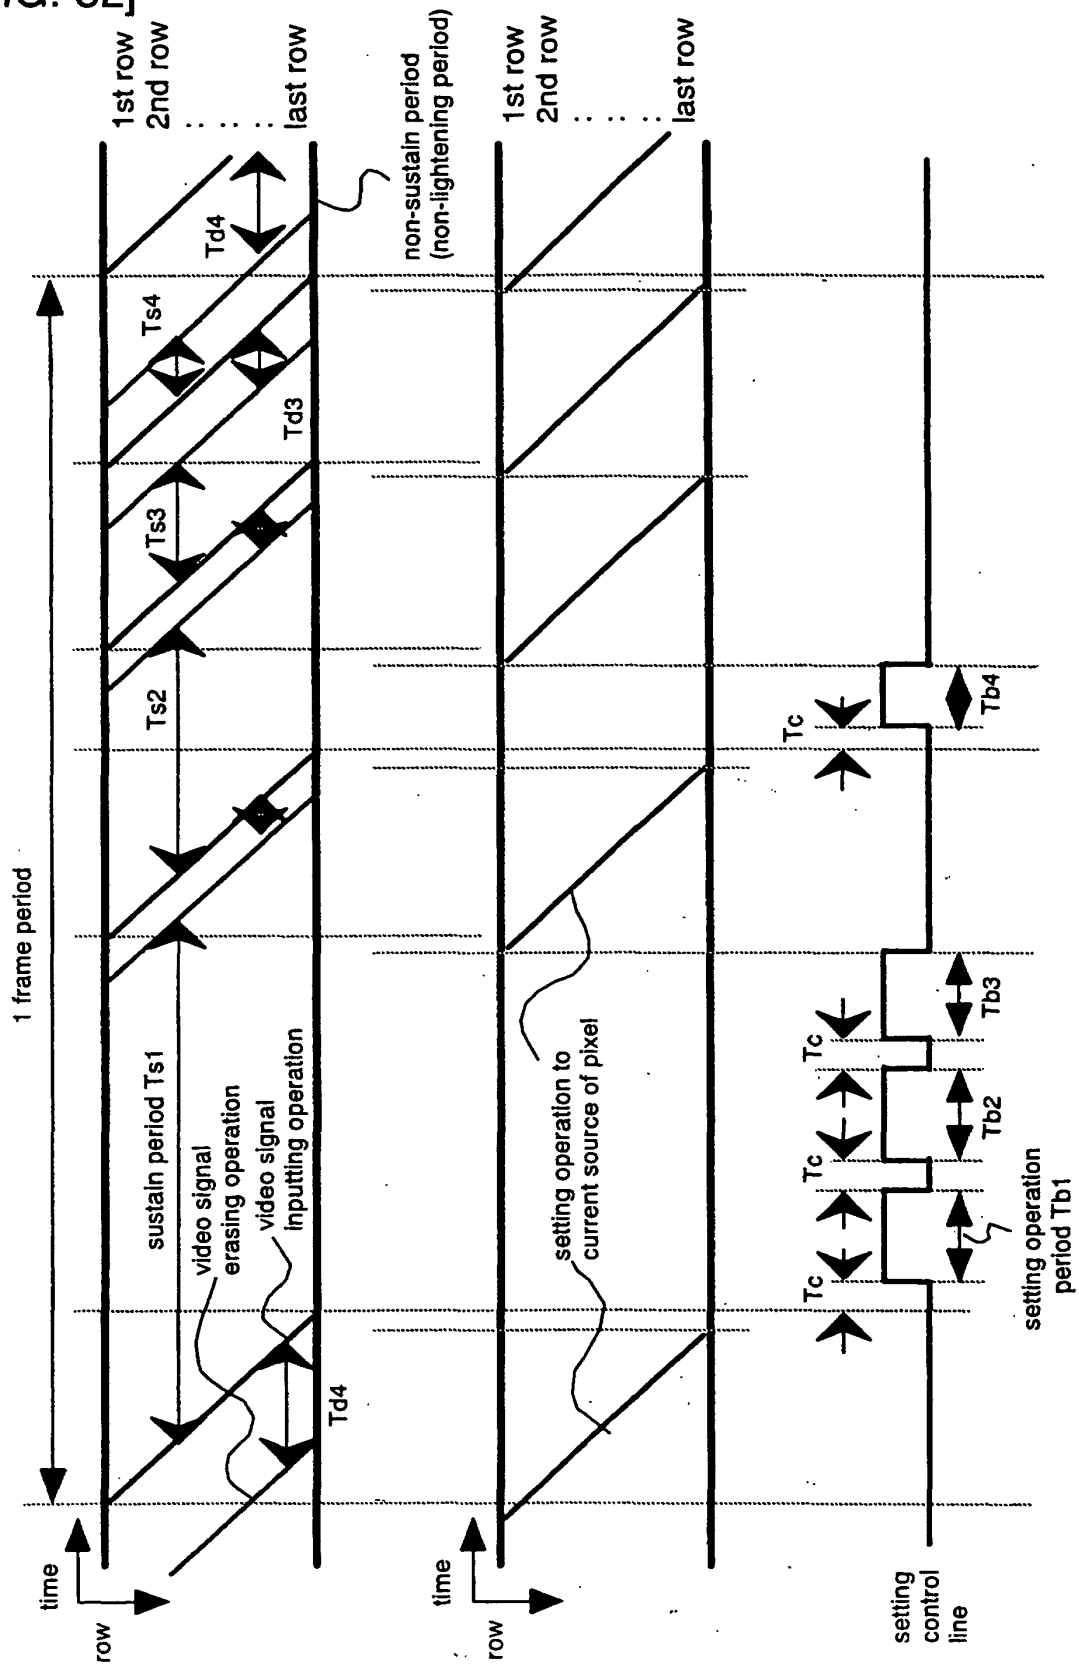 1 frame period
time
row
sustain period Ts1
Ts2
Ts3
Ts4
1st row
2nd row
last row
video signal
erasing operation
video signal
inputting operation
Td4
Td3
Td4
non-sustain period
(non-lightening period)
time
row
1st row
2nd row
last row
setting operation to
current source of pixel
setting
control
line
Tc
Tc
Tc
Tc
setting operation
period Tb1
Tb2
Tb3
Tb4